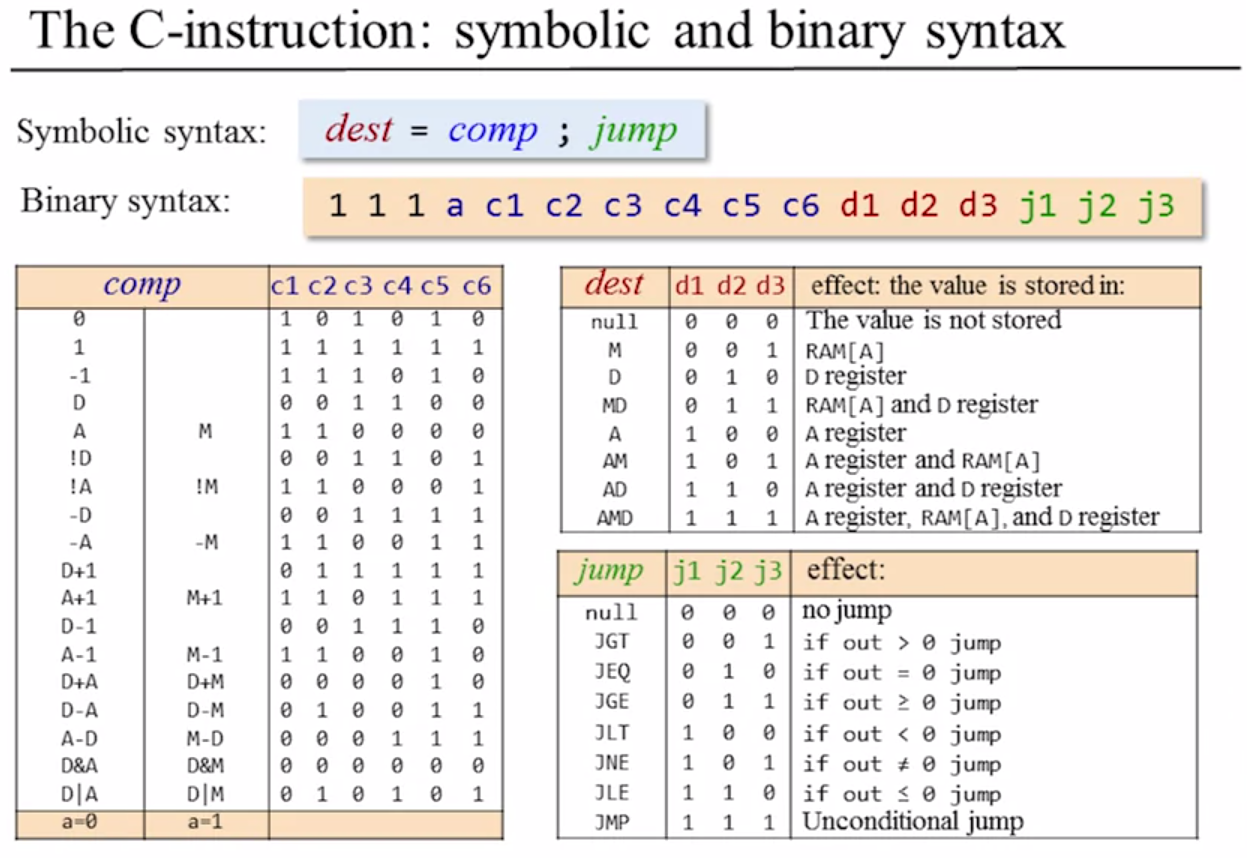 The C-instruction: symbolic and binary syntax
Symbolic syntax: dest = comp ; jump
Binary syntax: 1 1 1 a c1 c2 c3 c4 c5 c6 d1 d2 d3 j1 j2 j3
comp c1 c2 c3 c4 c5 c6
0 1 0 1 0 1 0
1 1 1 1 1 1 1
-1 1 1 1 0 1 0
D 0 0 1 1 0 0
A M 1 1 0 0 0 0
!D 0 0 1 1 0 1
!A !M 1 1 0 0 0 1
-D 0 0 1 1 1 1
-A -M 1 1 0 0 1 1
D+1 0 1 1 1 1 1
A+1 M+1 1 1 0 1 1 1
D-1 0 0 1 1 1 0
A-1 M-1 1 1 0 0 1 0
D+A D+M 0 0 0 0 1 0
D-A D-M 0 1 0 0 1 1
A-D M-D 0 0 0 1 1 1
D&A D&M 0 0 0 0 0 0
D|A D|M 0 1 0 1 0 1
a=0 a=1
dest d1 d2 d3 effect: the value is stored in:
null 0 0 0 The value is not stored
M 0 0 1 RAM[A]
D 0 1 0 D register
MD 0 1 1 RAM[A] and D register
A 1 0 0 A register
AM 1 0 1 A register and RAM[A]
AD 1 1 0 A register and D register
AMD 1 1 1 A register, RAM[A], and D register
jump j1 j2 j3 effect:
null 0 0 0 no jump
JGT 0 0 1 if out > 0 jump
JEQ 0 1 0 if out = 0 jump
JGE 0 1 1 if out ≥ 0 jump
JLT 1 0 0 if out < 0 jump
JNE 1 0 1 if out ≠ 0 jump
JLE 1 1 0 if out ≤ 0 jump
JMP 1 1 1 Unconditional jump